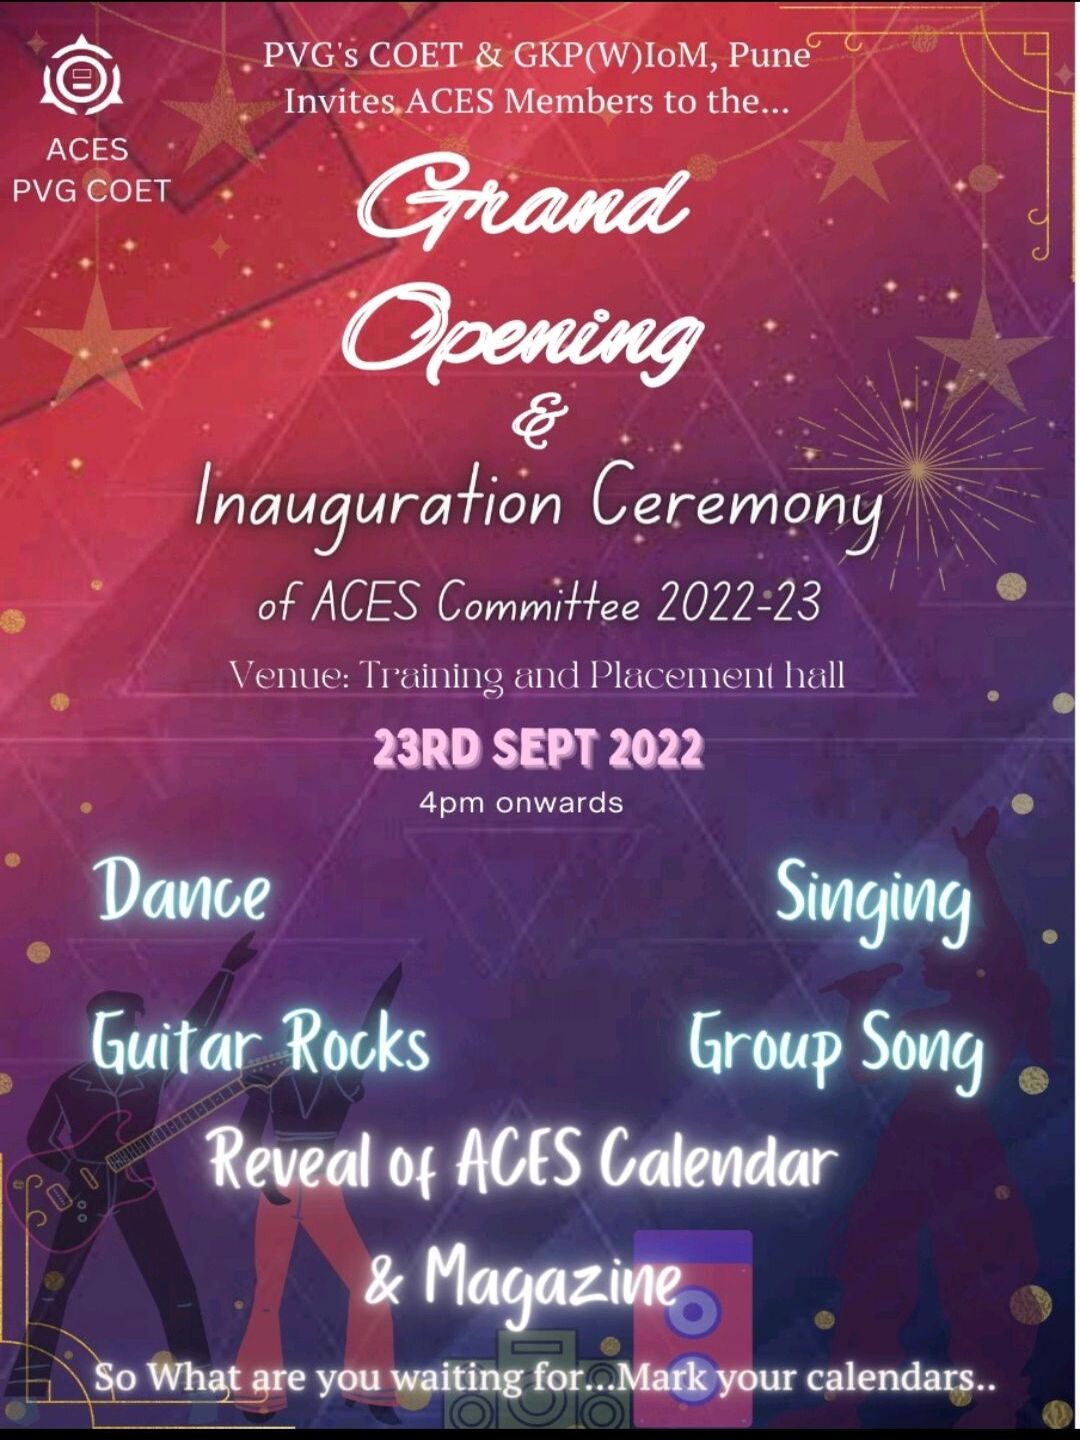 PVG's COET & GKP(W)IoM, Pune
Invites ACES Members to the...
ACES
PVG COET
Grand
Opening
&
Inauguration Ceremony
of ACES Committee 2022-23
Venue: Training and Placement hall
23RD SEPT 2022
4pm onwards
Dance
Singing
Guitar Rocks
Group Song
Reveal of ACES Calendar
& Magazine
So What are you waiting for...Mark your calendars..